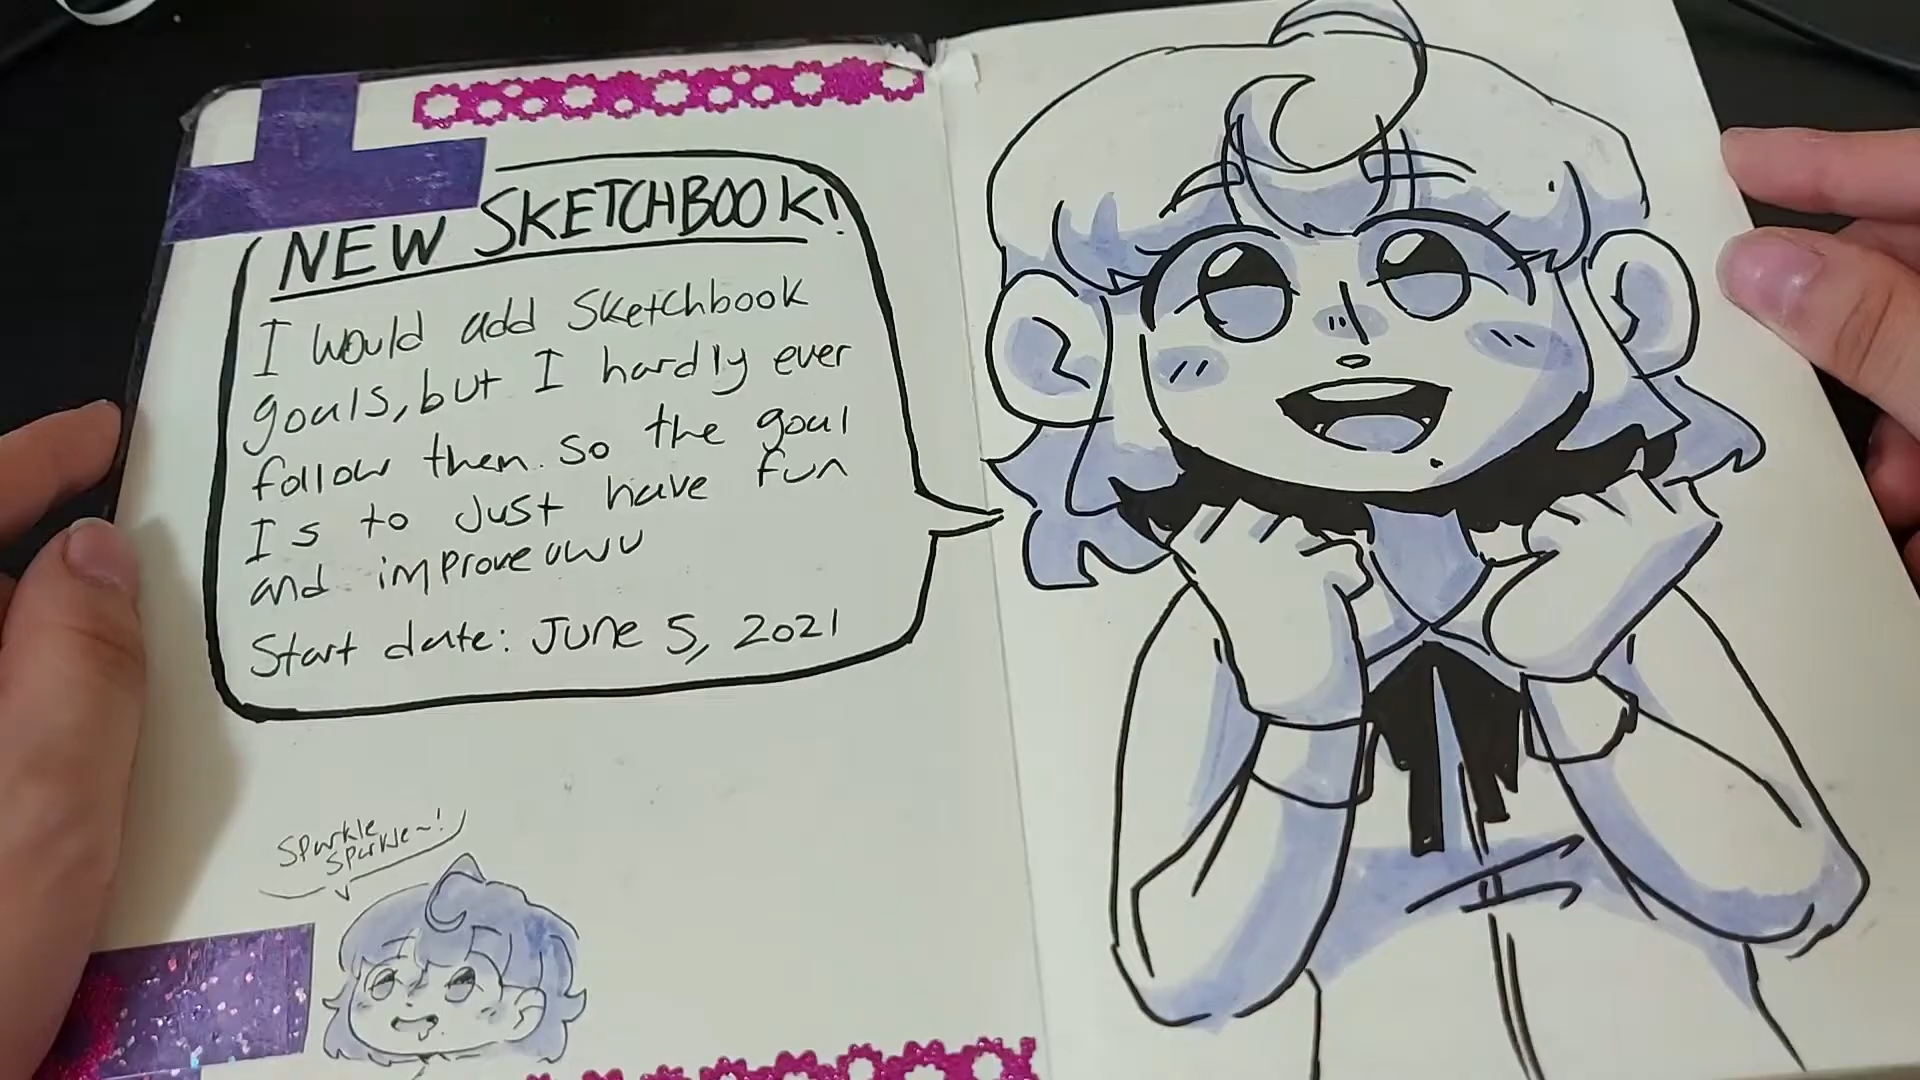 NEW SKETCHBOOK!
I would add Sketchbook
goals, but I hardly ever
follow them. So the goal
Is to Just have fun
and improve uwu
Start date: June 5, 2021
Sparkle
Sparkle~!